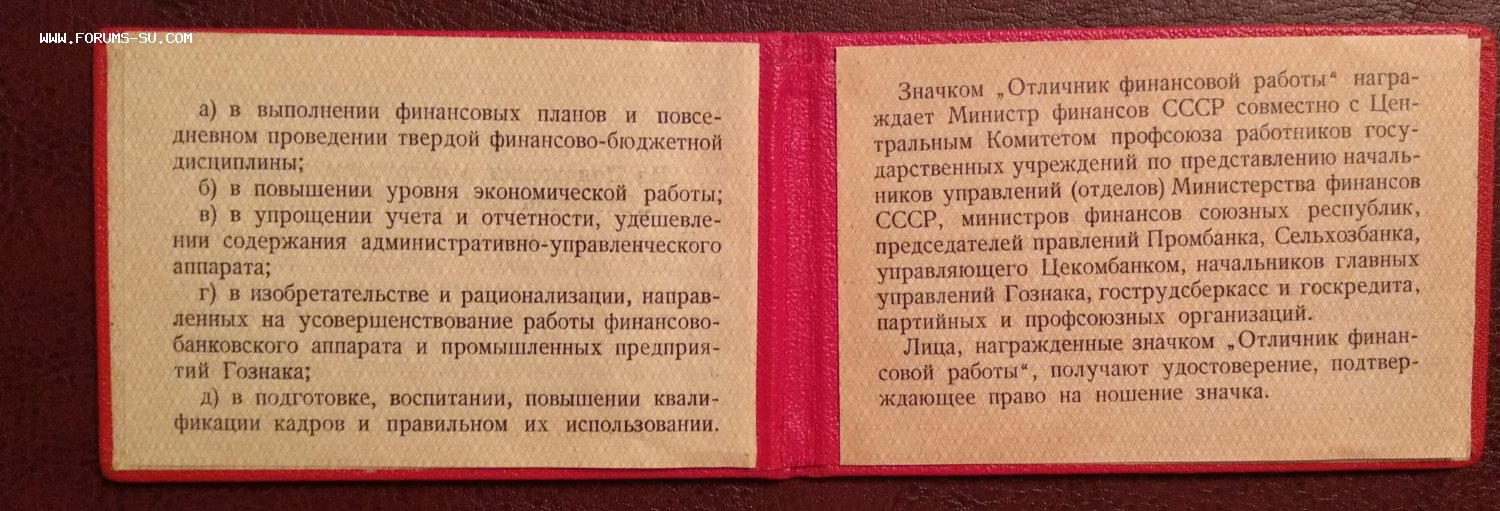 WWW.FORUMS-SU.COM
а) в выполнении финансовых планов и повсе-
дневном проведении твердой финансово-бюджетной
дисциплины;
б) в повышении уровня экономической работы;
в) в упрощении учета и отчетности, удешевле-
нии содержания административно-управленческого
аппарата;
г) в изобретательстве и рационализации, направ-
ленных на усовершенствование работы финансово-
банковского аппарата и промышленных предприя-
тий Гознака;
д) в подготовке, воспитании, повышении квали-
фикации кадров и правильном их использовании.
Значком „Отличник финансовой работы“ награ-
ждает Министр финансов СССР совместно с Цен-
тральным Комитетом профсоюза работников госу-
дарственных учреждений по представлению началь-
ников управлений (отделов) Министерства финансов
СССР, министров финансов союзных республик,
председателей правлений Промбанка, Сельхозбанка,
управляющего Цекомбанком, начальников главных
управлений Гознака, гострудсберкасс и госкредита,
партийных и профсоюзных организаций.
Лица, награжденные значком „Отличник финан-
совой работы“, получают удостоверение, подтвер-
ждающее право на ношение значка.